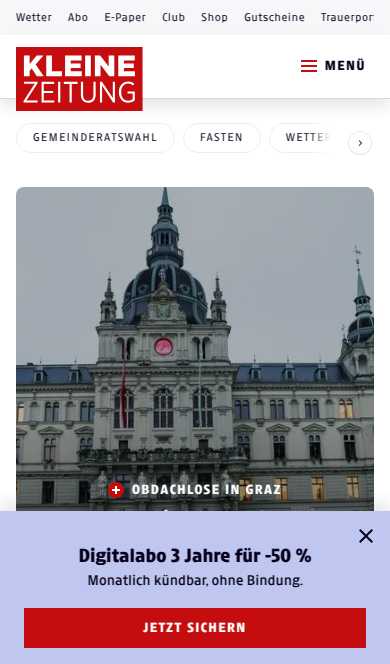 Wetter Abo E-Paper Club Shop Gutscheine Trauerpor
KLEINE
ZEITUNG
MENÜ
GEMEINDERATSWAHL FASTEN WETTER
OBDACHLOSE IN GRAZ
Digitalabo 3 Jahre für -50 %
Monatlich kündbar, ohne Bindung.
JETZT SICHERN